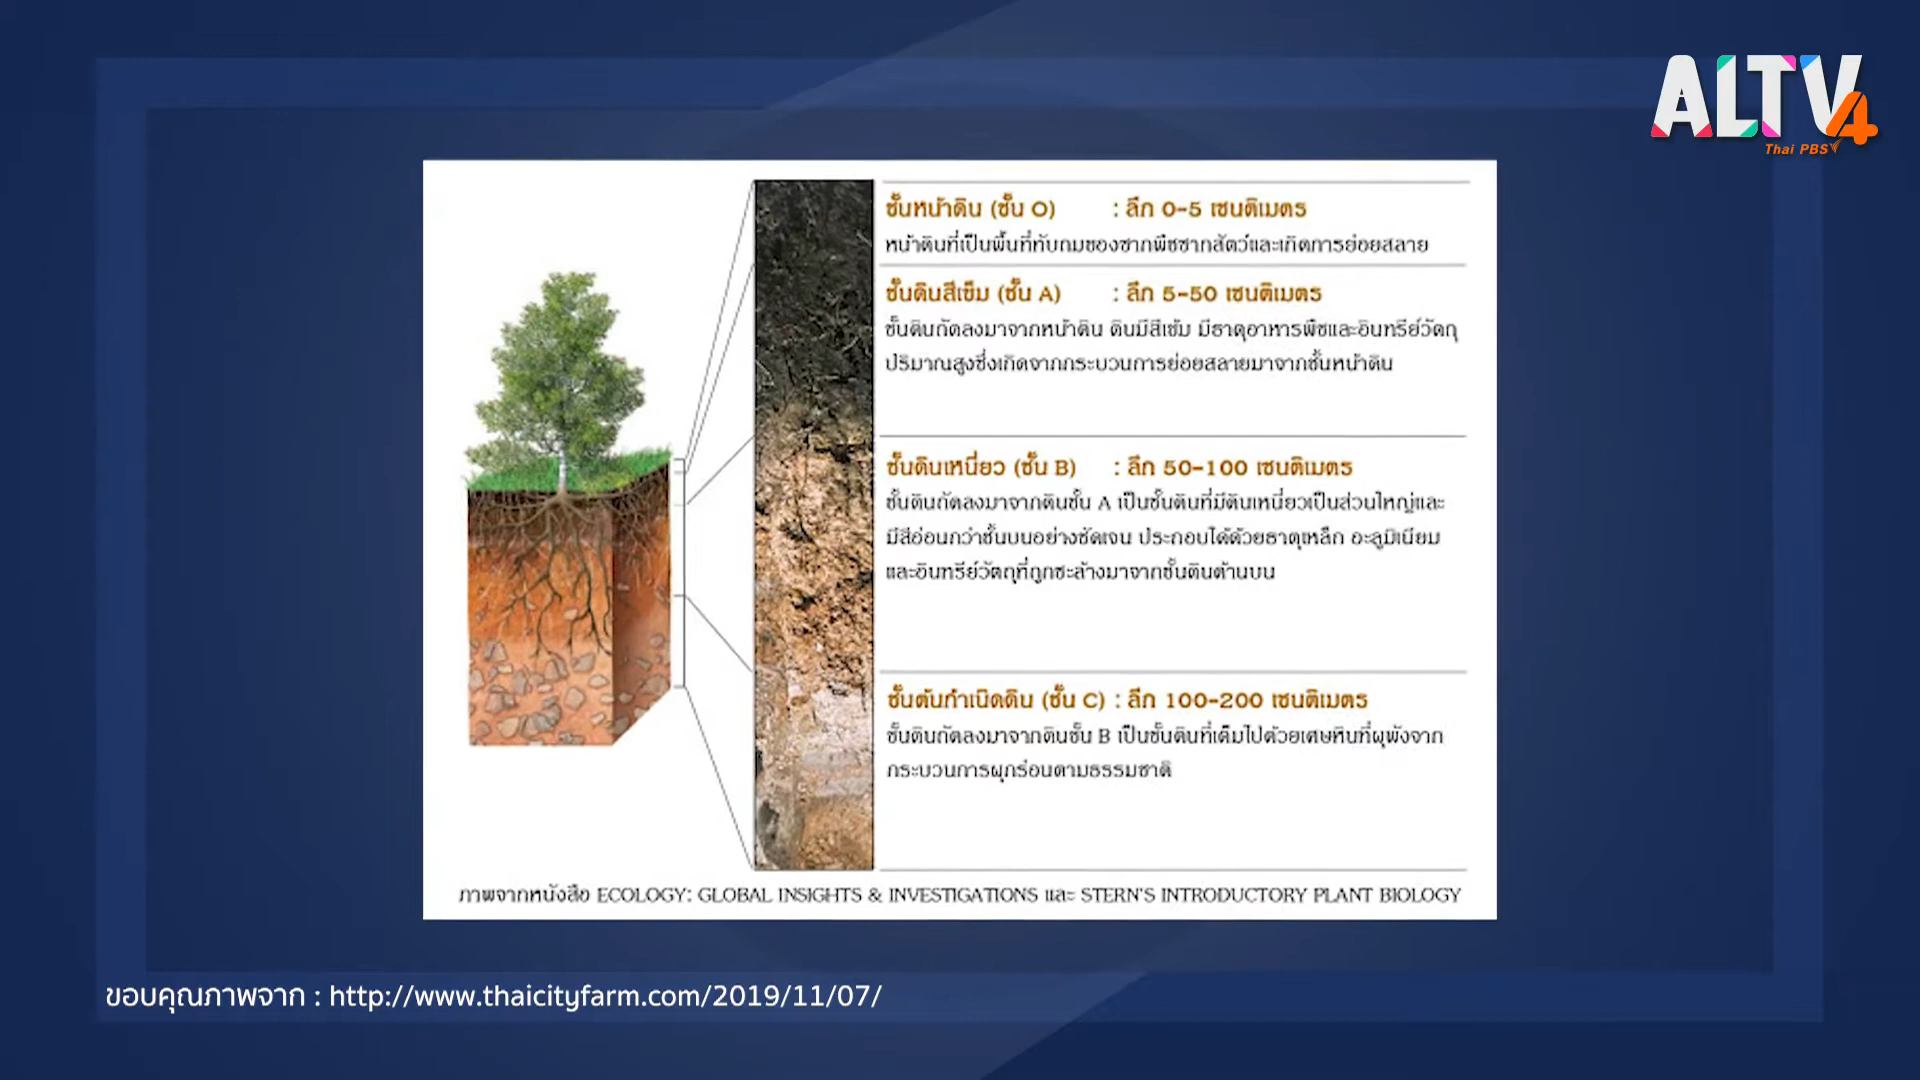 ALTV4
Thai PBS
ชั้นหน้าดิน (ชั้น O) : ลึก 0-5 เซนติเมตร
หน้าดินที่เป็นพื้นที่ทับถมของซากพืชซากสัตว์และเกิดการย่อยสลาย
ชั้นดินสีเข้ม (ชั้น A) : ลึก 5-50 เซนติเมตร
ชั้นดินถัดลงมาจากหน้าดิน ดินมีสีเข้ม มีธาตุอาหารพืชและอินทรีย์วัตถุ
ปริมาณสูงซึ่งเกิดจากกระบวนการย่อยสลายมาจากชั้นหน้าดิน
ชั้นดินเหนี่ยว (ชั้น B) : ลึก 50-100 เซนติเมตร
ชั้นดินถัดลงมาจากดินชั้น A เป็นชั้นดินที่มีดินเหนี่ยวเป็นส่วนใหญ่และ
มีสีอ่อนกว่าชั้นบนอย่างชัดเจน ประกอบได้ด้วยธาตุเหล็ก อะลูมิเนียม
และอินทรีย์วัตถุที่ถูกชะล้างมาจากชั้นดินด้านบน
ชั้นต้นกำเนิดดิน (ชั้น C) : ลึก 100-200 เซนติเมตร
ชั้นดินถัดลงมาจากดินชั้น B เป็นชั้นดินที่เต็มไปด้วยเศษหินที่ผุพังจาก
กระบวนการผุกร่อนตามธรรมชาติ
ภาพจากหนังสือ ECOLOGY: GLOBAL INSIGHTS & INVESTIGATIONS และ STERN'S INTRODUCTORY PLANT BIOLOGY
ขอบคุณภาพจาก : http://www.thaicityfarm.com/2019/11/07/